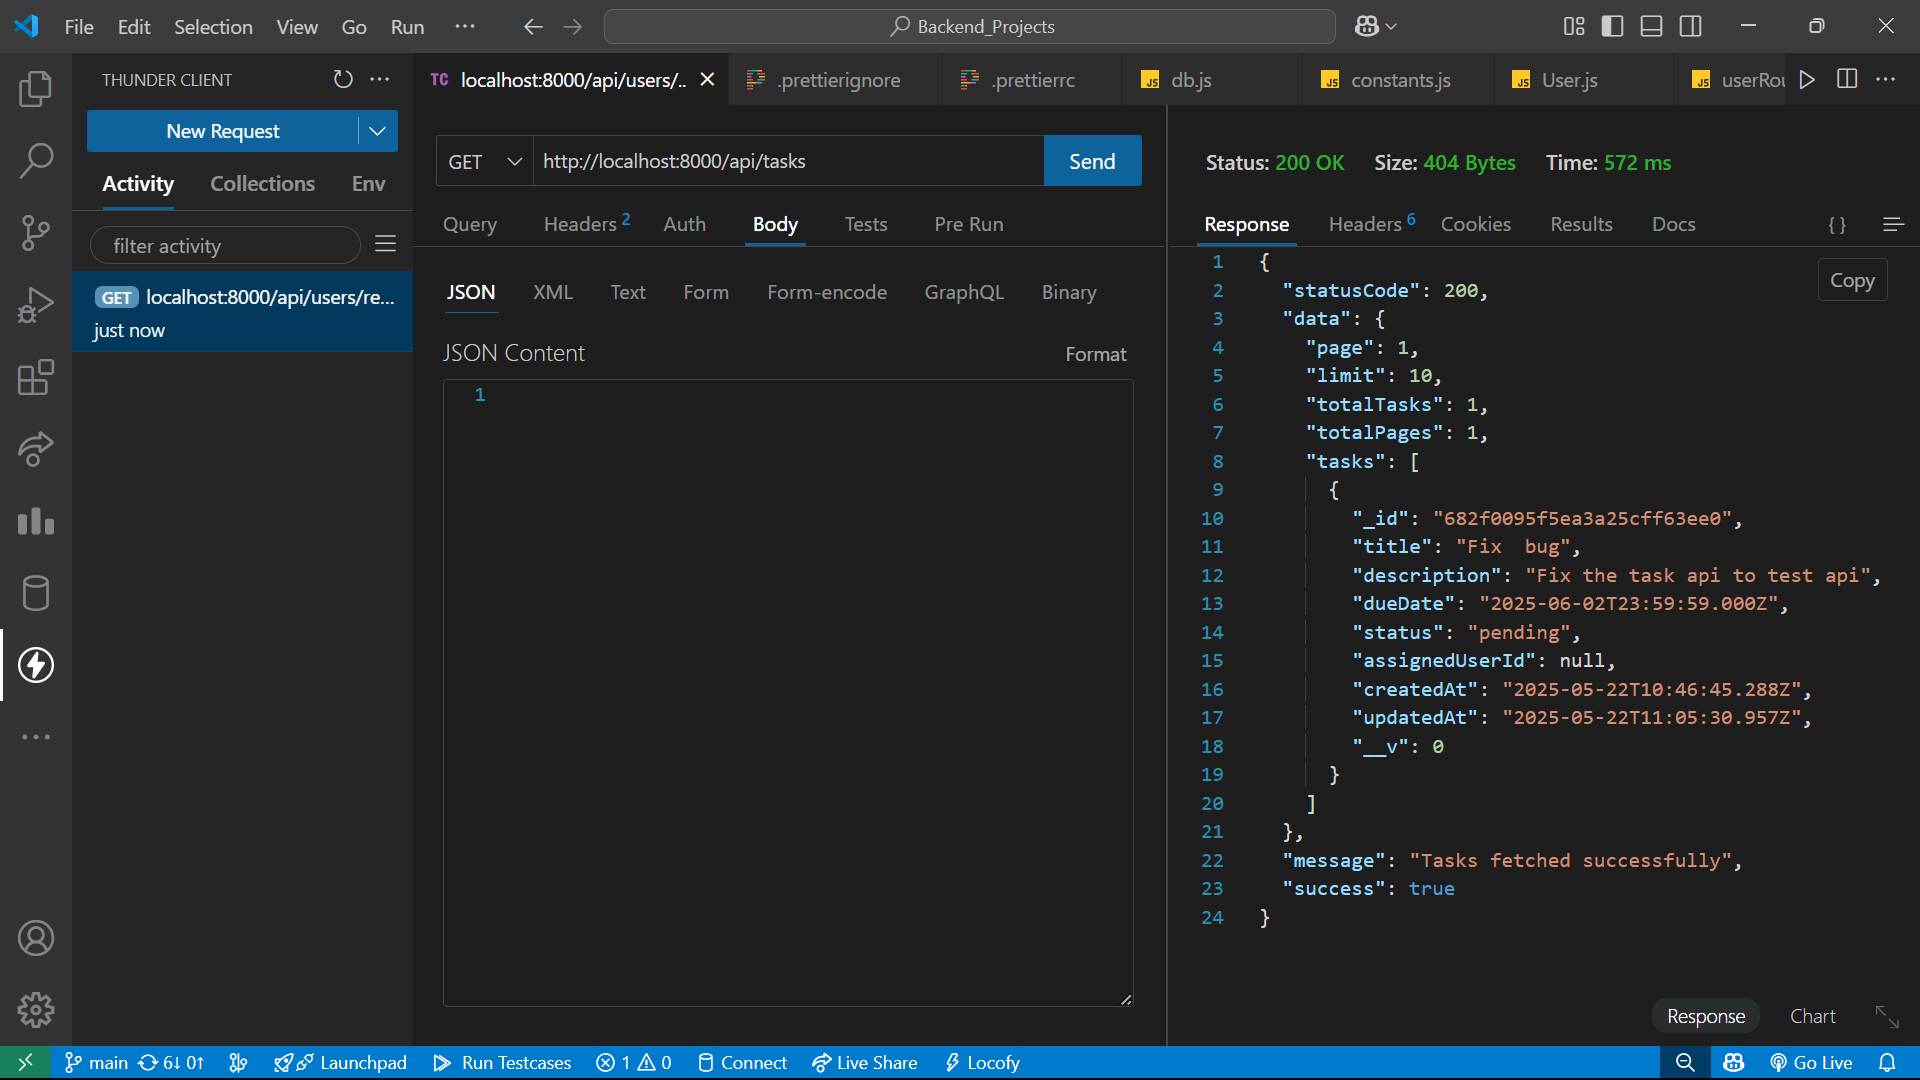 File Edit Selection View Go Run ··· Backend_Projects
THUNDER CLIENT ···
New Request
Activity Collections Env
filter activity
GET localhost:8000/api/users/re...
just now
TC localhost:8000/api/users/.. .prettierignore .prettierrc JS db.js JS constants.js JS User.js JS userRou ···
GET http://localhost:8000/api/tasks Send
Query Headers 2 Auth Body Tests Pre Run
JSON XML Text Form Form-encode GraphQL Binary
JSON Content Format
1
Status: 200 OK Size: 404 Bytes Time: 572 ms
Response Headers 6 Cookies Results Docs { }
Copy
1 {
2 "statusCode": 200,
3 "data": {
4 "page": 1,
5 "limit": 10,
6 "totalTasks": 1,
7 "totalPages": 1,
8 "tasks": [
9 {
10 "_id": "682f0095f5ea3a25cff63ee0",
11 "title": "Fix  bug",
12 "description": "Fix the task api to test api",
13 "dueDate": "2025-06-02T23:59:59.000Z",
14 "status": "pending",
15 "assignedUserId": null,
16 "createdAt": "2025-05-22T10:46:45.288Z",
17 "updatedAt": "2025-05-22T11:05:30.957Z",
18 "__v": 0
19 }
20 ]
21 },
22 "message": "Tasks fetched successfully",
23 "success": true
24 }
Response Chart
main 6↓ 0↑ Launchpad Run Testcases 1 0 Connect Live Share Locofy Go Live